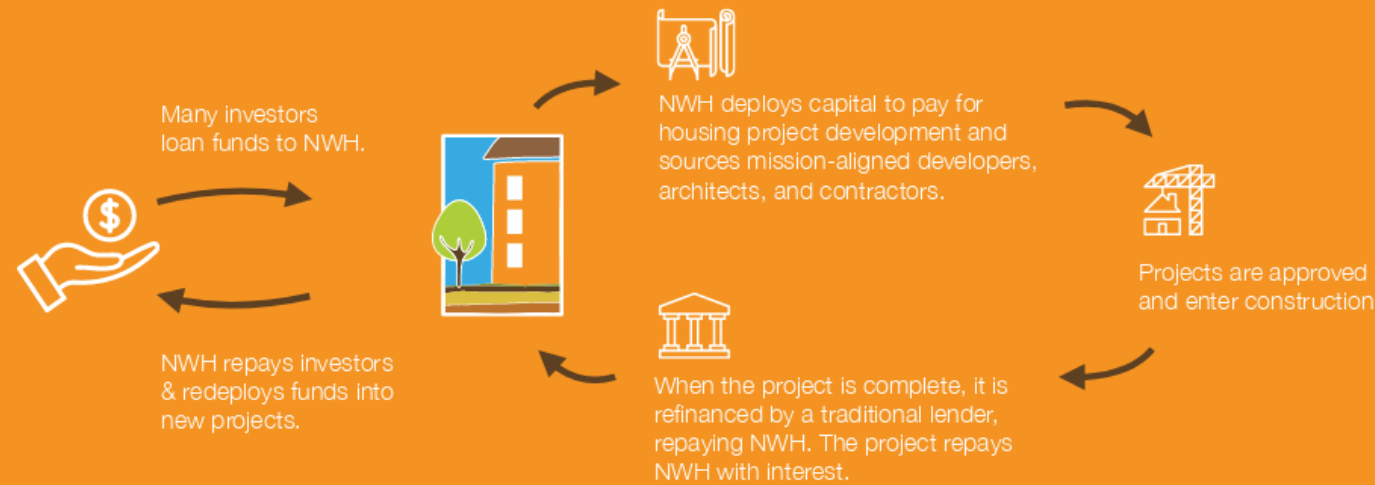 Many investors
loan funds to NWH.
NWH deploys capital to pay for
housing project development and
sources mission-aligned developers,
architects, and contractors.
Projects are approved
and enter construction
When the project is complete, it is
refinanced by a traditional lender,
repaying NWH. The project repays
NWH with interest.
NWH repays investors
& redeploys funds into
new projects.
$